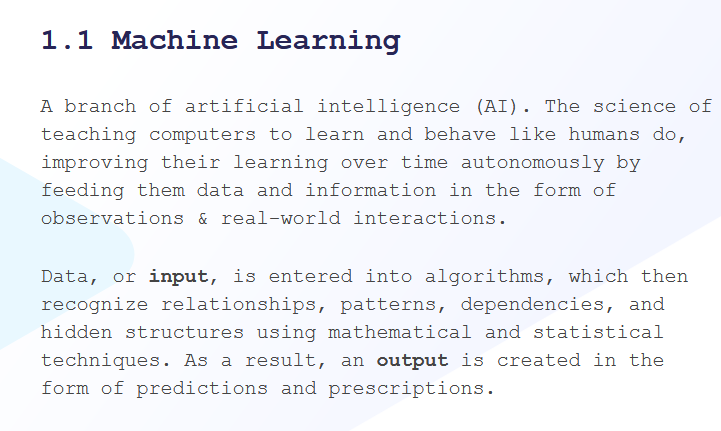 1.1 Machine Learning
A branch of artificial intelligence (AI). The science of
teaching computers to learn and behave like humans do,
improving their learning over time autonomously by
feeding them data and information in the form of
observations & real-world interactions.
Data, or input, is entered into algorithms, which then
recognize relationships, patterns, dependencies, and
hidden structures using mathematical and statistical
techniques. As a result, an output is created in the
form of predictions and prescriptions.